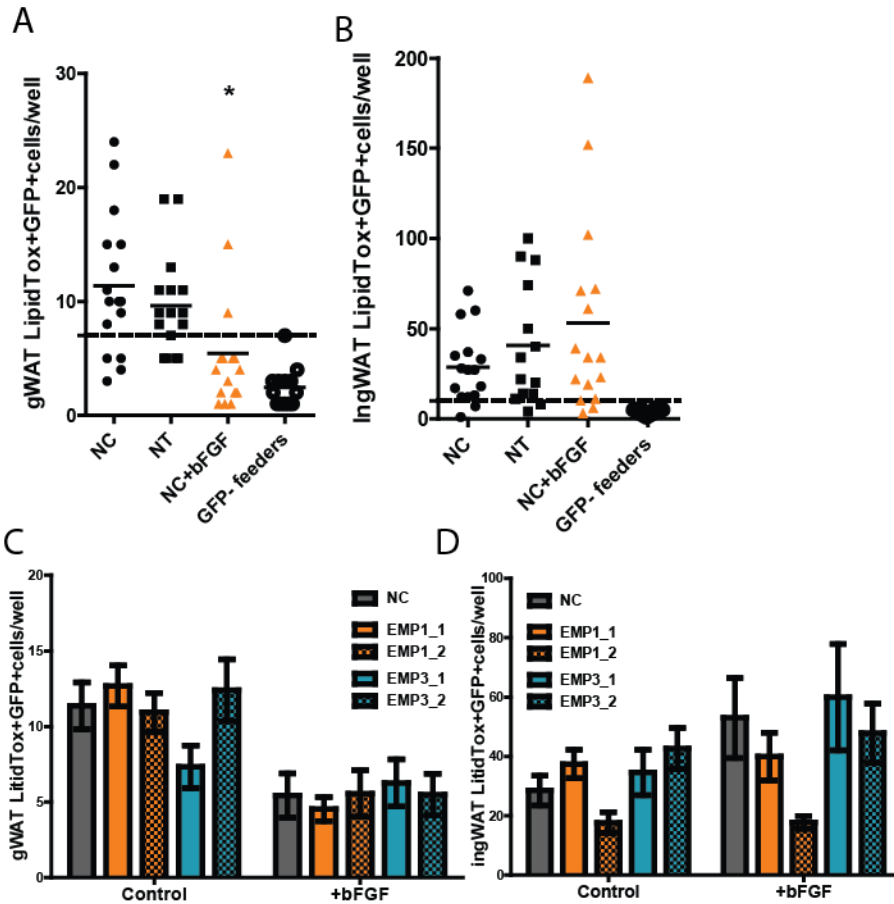 A
gWAT LipidTox+GFP+cells/well
30
20
10
0
*
NC
NT
NC+bFGF
GFP- feeders
B
IngWAT LipidTox+GFP+cells/well
200
150
100
50
0
NC
NT
NC+bFGF
GFP- feeders
C
gWAT LitidTox+GFP+cells/well
20
15
10
5
0
NC
EMP1_1
EMP1_2
EMP3_1
EMP3_2
Control
+bFGF
D
ingWAT LitidTox+GFP+cells/well
100
80
60
40
20
0
NC
EMP1_1
EMP1_2
EMP3_1
EMP3_2
Control
+bFGF